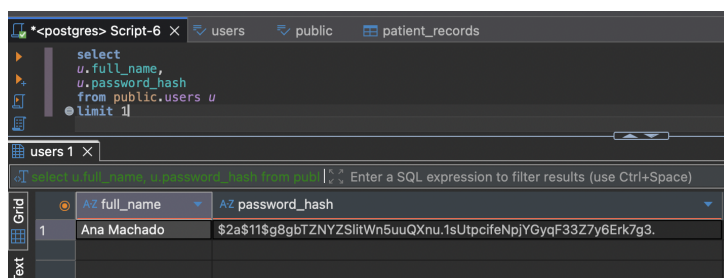 *<postgres> Script-6
users
public
patient_records
select
u.full_name,
u.password_hash
from public.users u
limit 1
users 1
select u.full_name, u.password_hash from publ
Enter a SQL expression to filter results (use Ctrl+Space)
Grid
A-Z full_name
A-Z password_hash
1
Ana Machado
$2a$11$g8gbTZNYZSlitWn5uuQXnu.1sUtpcifeNpjYGyqF33Z7y6Erk7g3.
Text